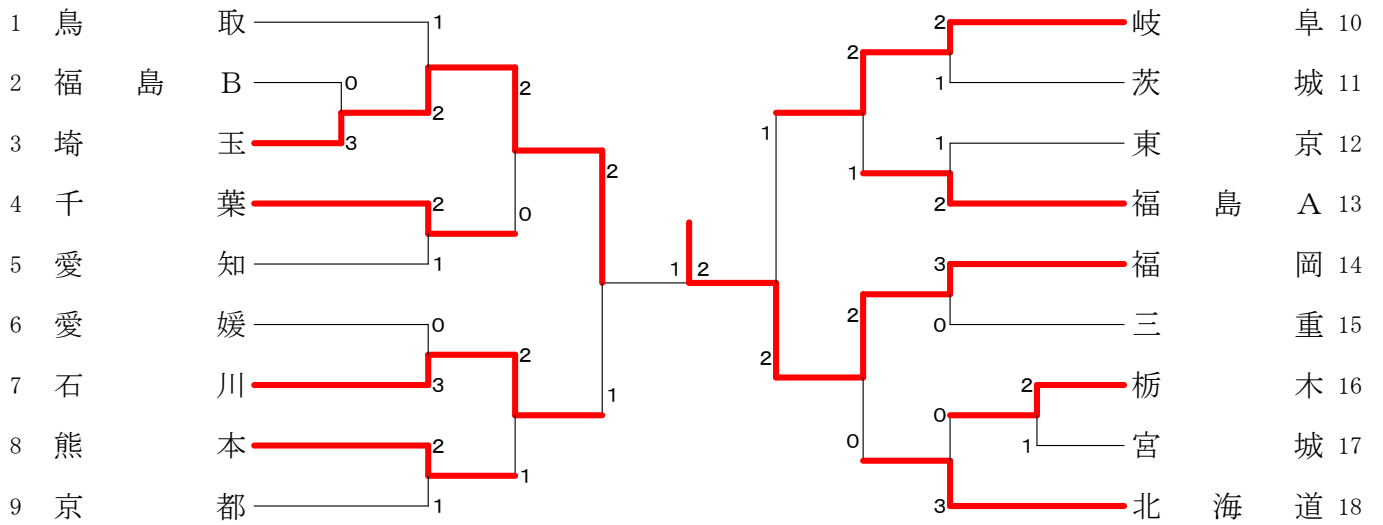 1 鳥取 1 2 岐阜 10
2 2
2 福島B 0 2 1 茨城 11
2 1
3 埼玉 3 2 1 東京 12
1
4 千葉 2 0 2 福島A 13
5 愛知 1 1 2 3 福岡 14
6 愛媛 0 2 0 三重 15
2 2
7 石川 3 1 2 栃木 16
0
8 熊本 2 0 1 宮城 17
1
9 京都 1 3 北海道 18